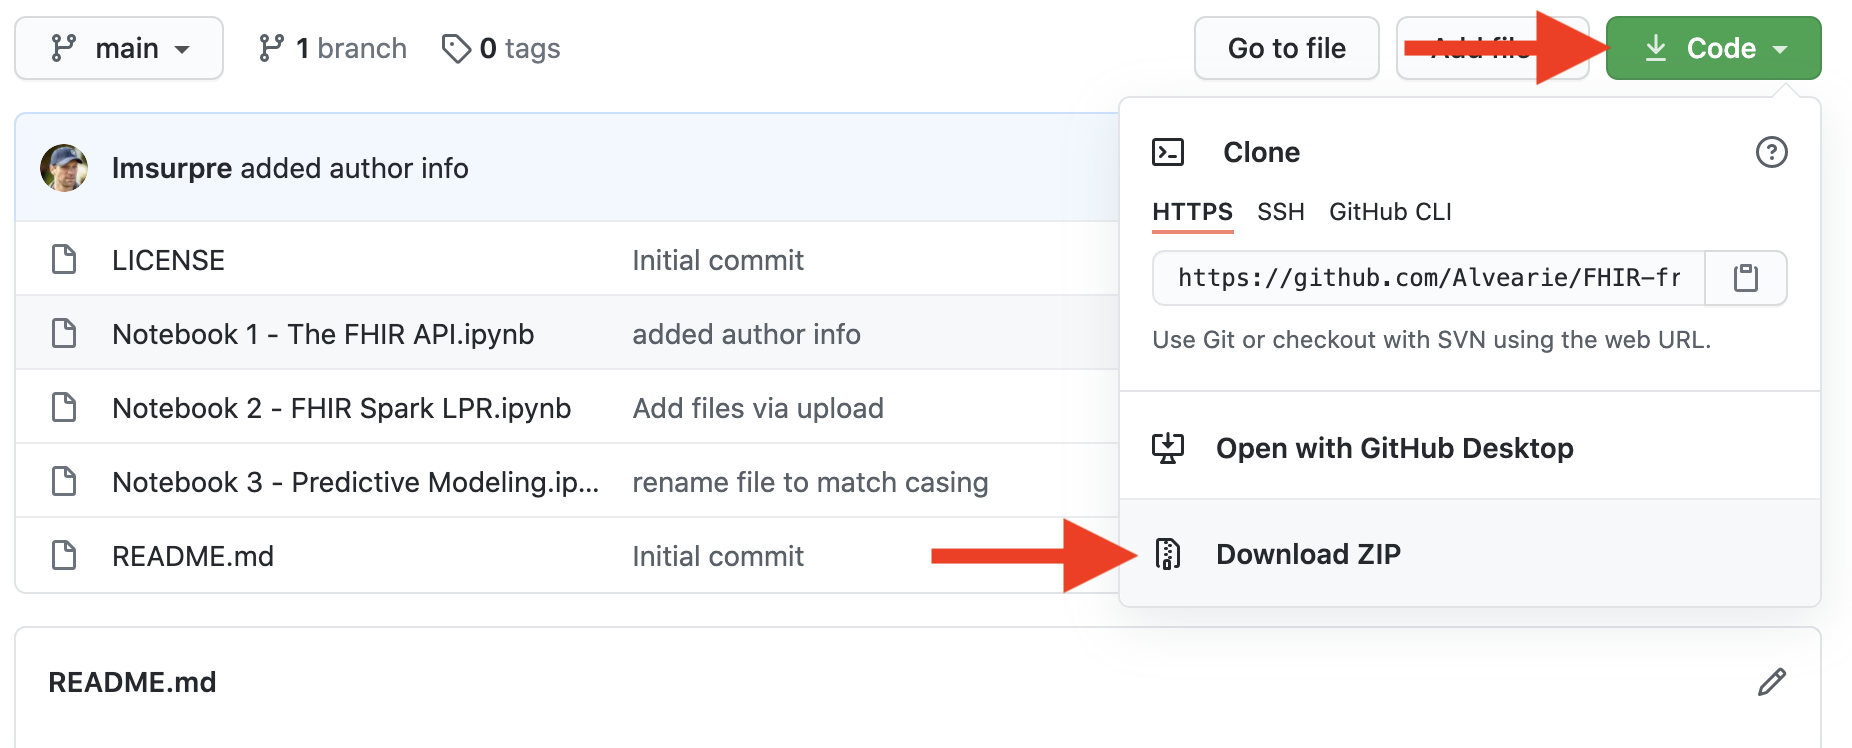 main
1 branch
0 tags
Go to file
Add file
Code
lmsurpre added author info
LICENSE Initial commit
Notebook 1 - The FHIR API.ipynb added author info
Notebook 2 - FHIR Spark LPR.ipynb Add files via upload
Notebook 3 - Predictive Modeling.ip... rename file to match casing
README.md Initial commit
Clone
HTTPS SSH GitHub CLI
https://github.com/Alvearie/FHIR-fr
Use Git or checkout with SVN using the web URL.
Open with GitHub Desktop
Download ZIP
README.md